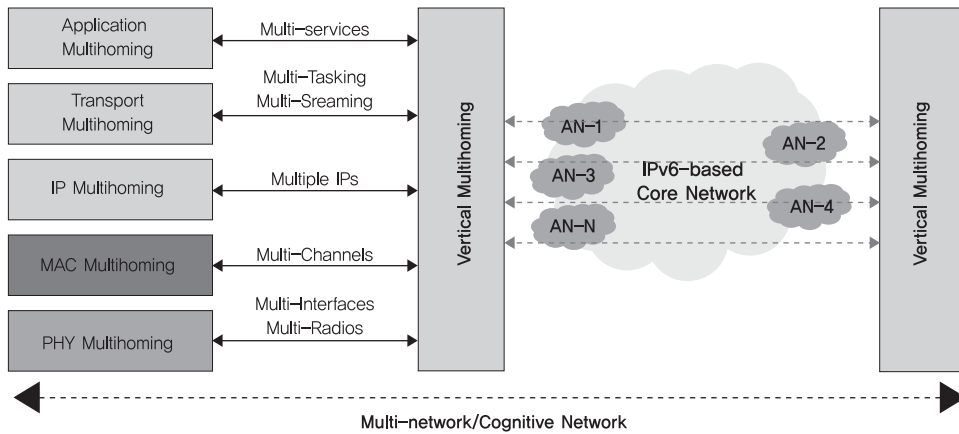 Application
Multihoming
Multi-services
Transport
Multihoming
Multi-Tasking
Multi-Sreaming
IP Multihoming
Multiple IPs
MAC Multihoming
Multi-Channels
PHY Multihoming
Multi-Interfaces
Multi-Radios
Vertical Multihoming
AN-1
AN-2
AN-3
IPv6-based
Core Network
AN-4
AN-N
Vertical Multihoming
Multi-network/Cognitive Network